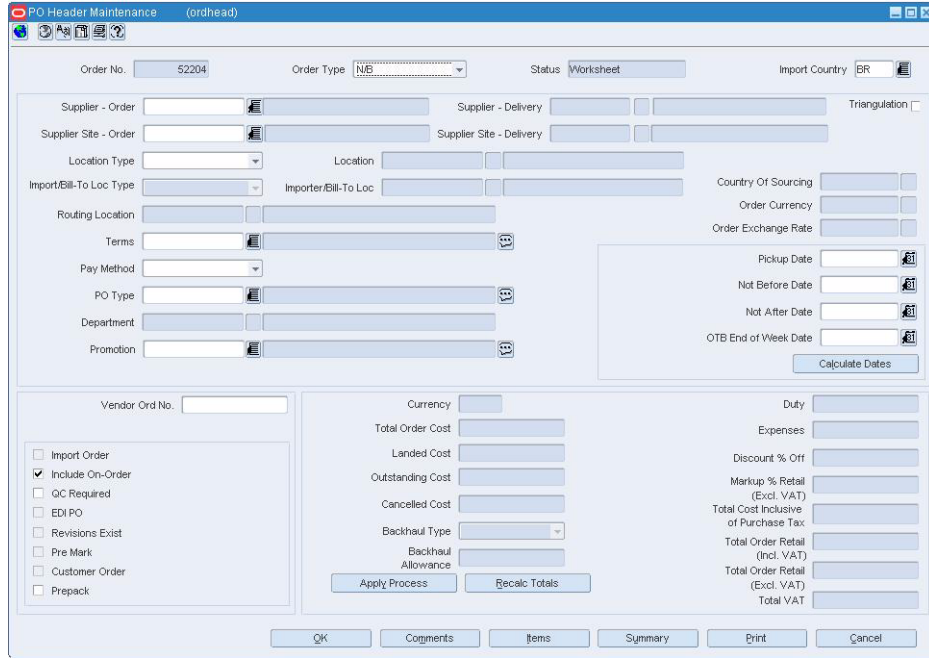 PO Header Maintenance (ordhead)
Order No. 52204 Order Type N/B Status Worksheet Import Country BR
Supplier - Order Supplier - Delivery Triangulation
Supplier Site - Order Supplier Site - Delivery
Location Type Location
Import/Bill-To Loc Type Importer/Bill-To Loc Country Of Sourcing
Routing Location Order Currency
Order Exchange Rate
Terms
Pickup Date
Pay Method
Not Before Date
PO Type
Not After Date
Department
OTB End of Week Date
Promotion
Calculate Dates
Vendor Ord No.
Import Order
Include On-Order
QC Required
EDI PO
Revisions Exist
Pre Mark
Customer Order
Prepack
Currency
Total Order Cost
Landed Cost
Outstanding Cost
Cancelled Cost
Backhaul Type
Backhaul
Allowance
Apply Process Recalc Totals
Duty
Expenses
Discount % Off
Markup % Retail
(Excl. VAT)
Total Cost Inclusive
of Purchase Tax
Total Order Retail
(Incl. VAT)
Total Order Retail
(Excl. VAT)
Total VAT
OK Comments Items Summary Print Cancel